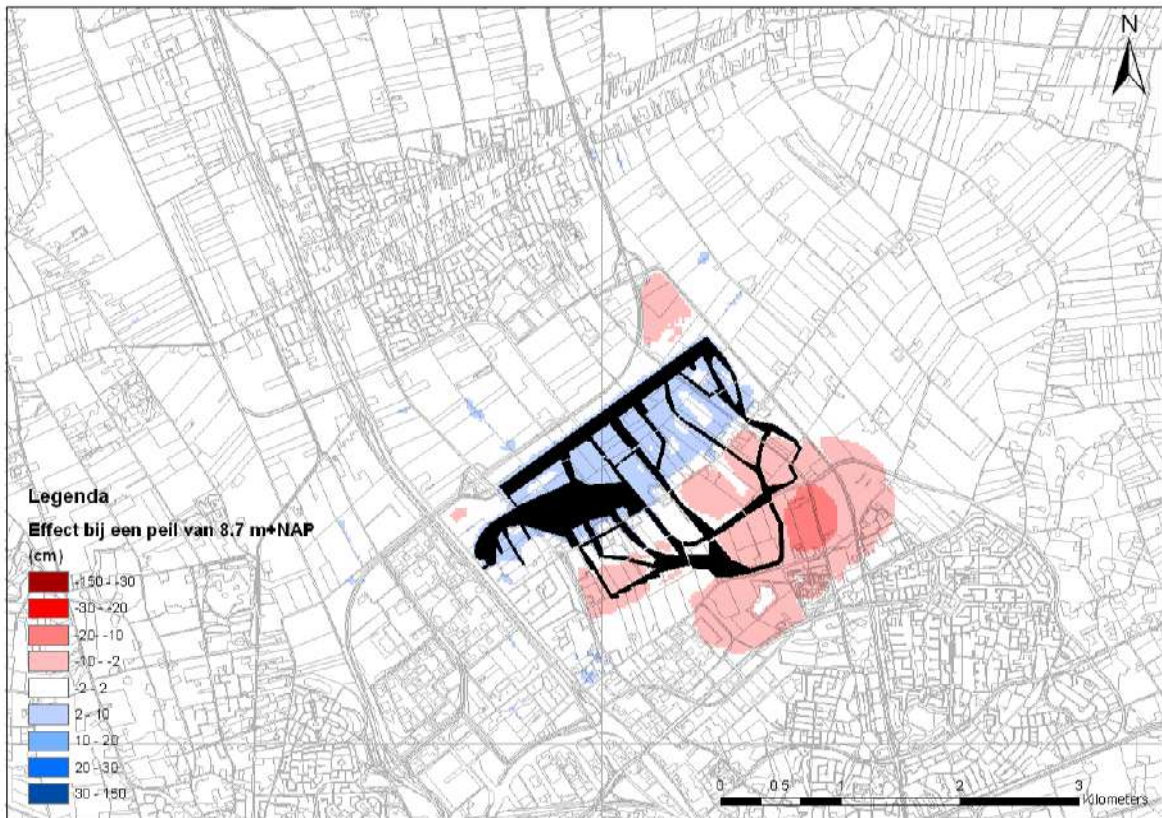 N
Legenda
Effect bij een peil van 8.7 m+NAP
(cm)
-150 - -30
-30 - -20
-20 - -10
-10 - -2
-2 - 2
2 - 10
10 - 20
20 - 30
30 - 150
0 0.5 1 2 3
Kilometers